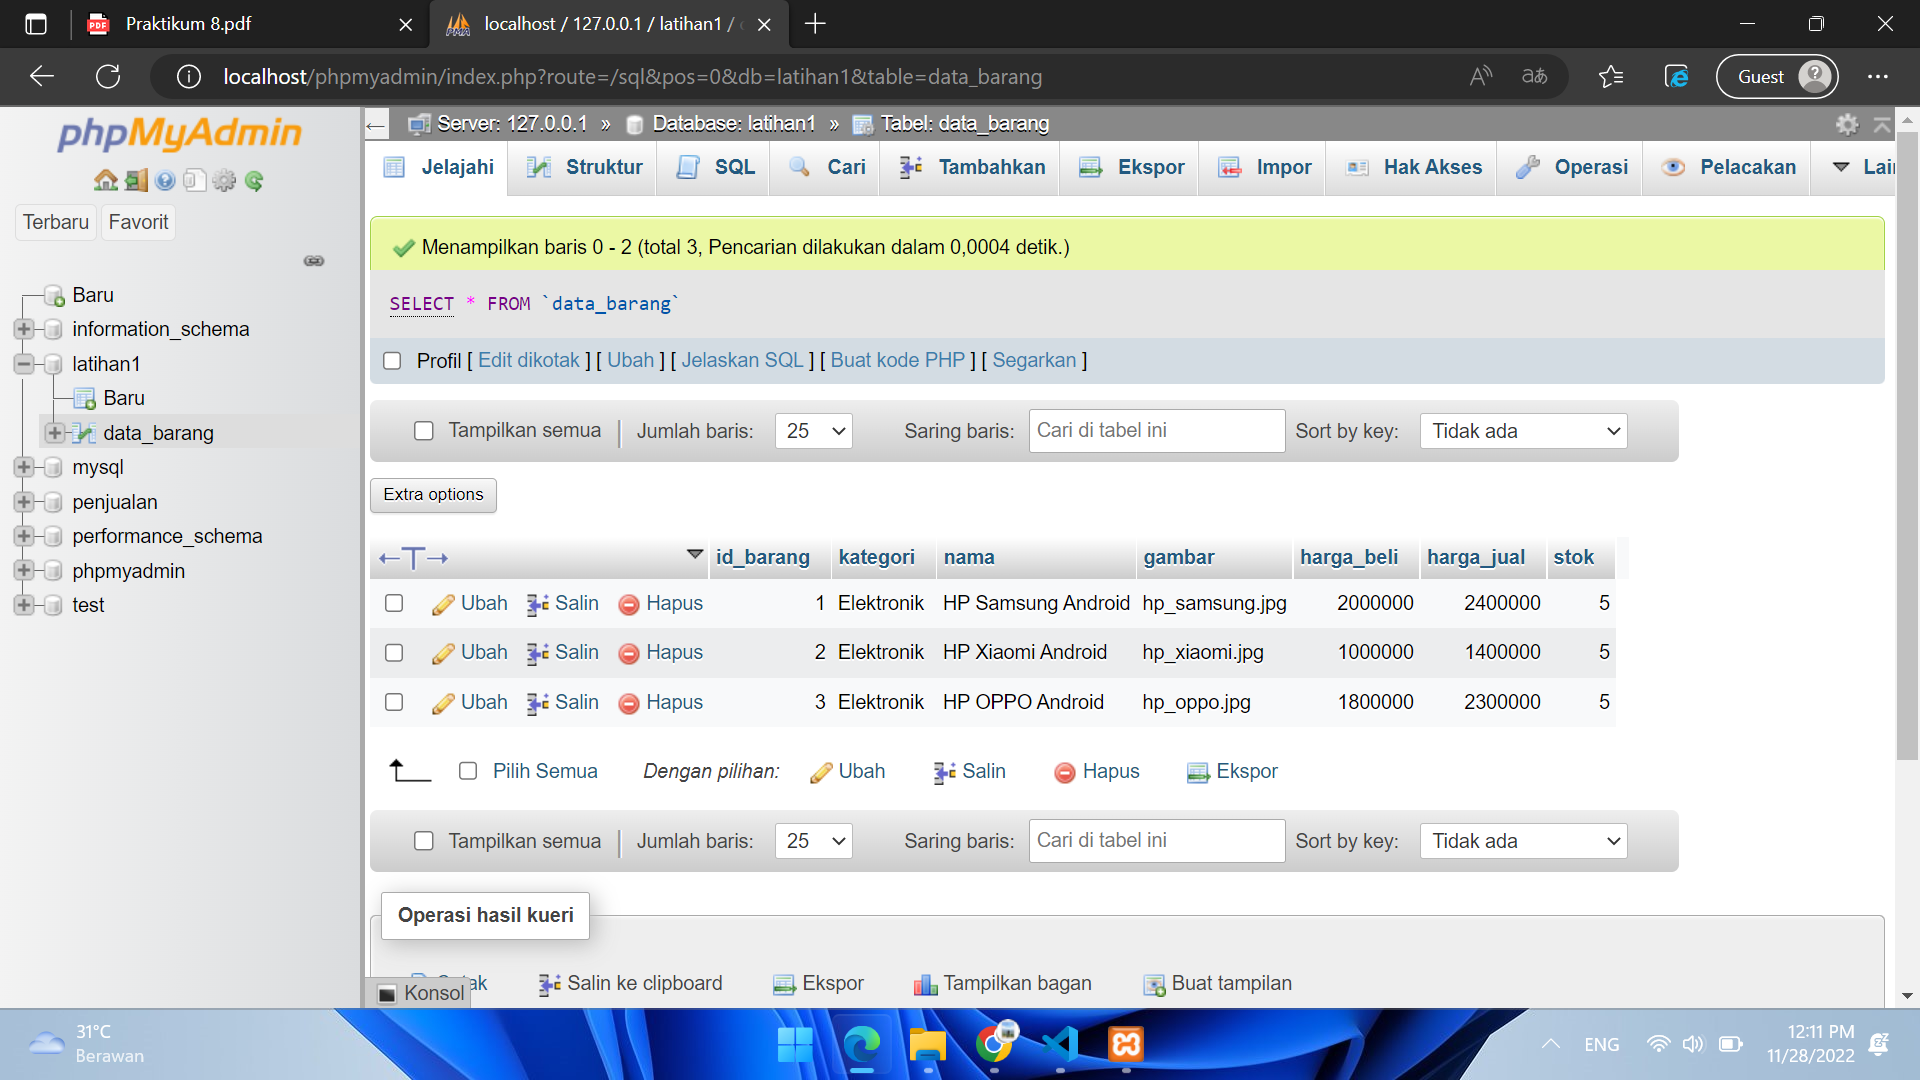 Praktikum 8.pdf
localhost / 127.0.0.1 / latihan1 /
localhost/phpmyadmin/index.php?route=/sql&pos=0&db=latihan1&table=data_barang
Guest
phpMyAdmin
Terbaru Favorit
Baru
information_schema
latihan1
Baru
data_barang
mysql
penjualan
performance_schema
phpmyadmin
test
Server: 127.0.0.1 » Database: latihan1 » Tabel: data_barang
Jelajahi Struktur SQL Cari Tambahkan Ekspor Impor Hak Akses Operasi Pelacakan
Menampilkan baris 0 - 2 (total 3, Pencarian dilakukan dalam 0,0004 detik.)
SELECT * FROM `data_barang`
Profil [ Edit dikotak ] [ Ubah ] [ Jelaskan SQL ] [ Buat kode PHP ] [ Segarkan ]
Tampilkan semua | Jumlah baris: 25 Saring baris: Cari di tabel ini Sort by key: Tidak ada
Extra options
←T→ id_barang kategori nama gambar harga_beli harga_jual stok
Ubah Salin Hapus 1 Elektronik HP Samsung Android hp_samsung.jpg 2000000 2400000 5
Ubah Salin Hapus 2 Elektronik HP Xiaomi Android hp_xiaomi.jpg 1000000 1400000 5
Ubah Salin Hapus 3 Elektronik HP OPPO Android hp_oppo.jpg 1800000 2300000 5
Pilih Semua Dengan pilihan: Ubah Salin Hapus Ekspor
Tampilkan semua | Jumlah baris: 25 Saring baris: Cari di tabel ini Sort by key: Tidak ada
Operasi hasil kueri
Salin ke clipboard Ekspor Tampilkan bagan Buat tampilan
Konsol
31°C
Berawan
ENG
12:11 PM
11/28/2022